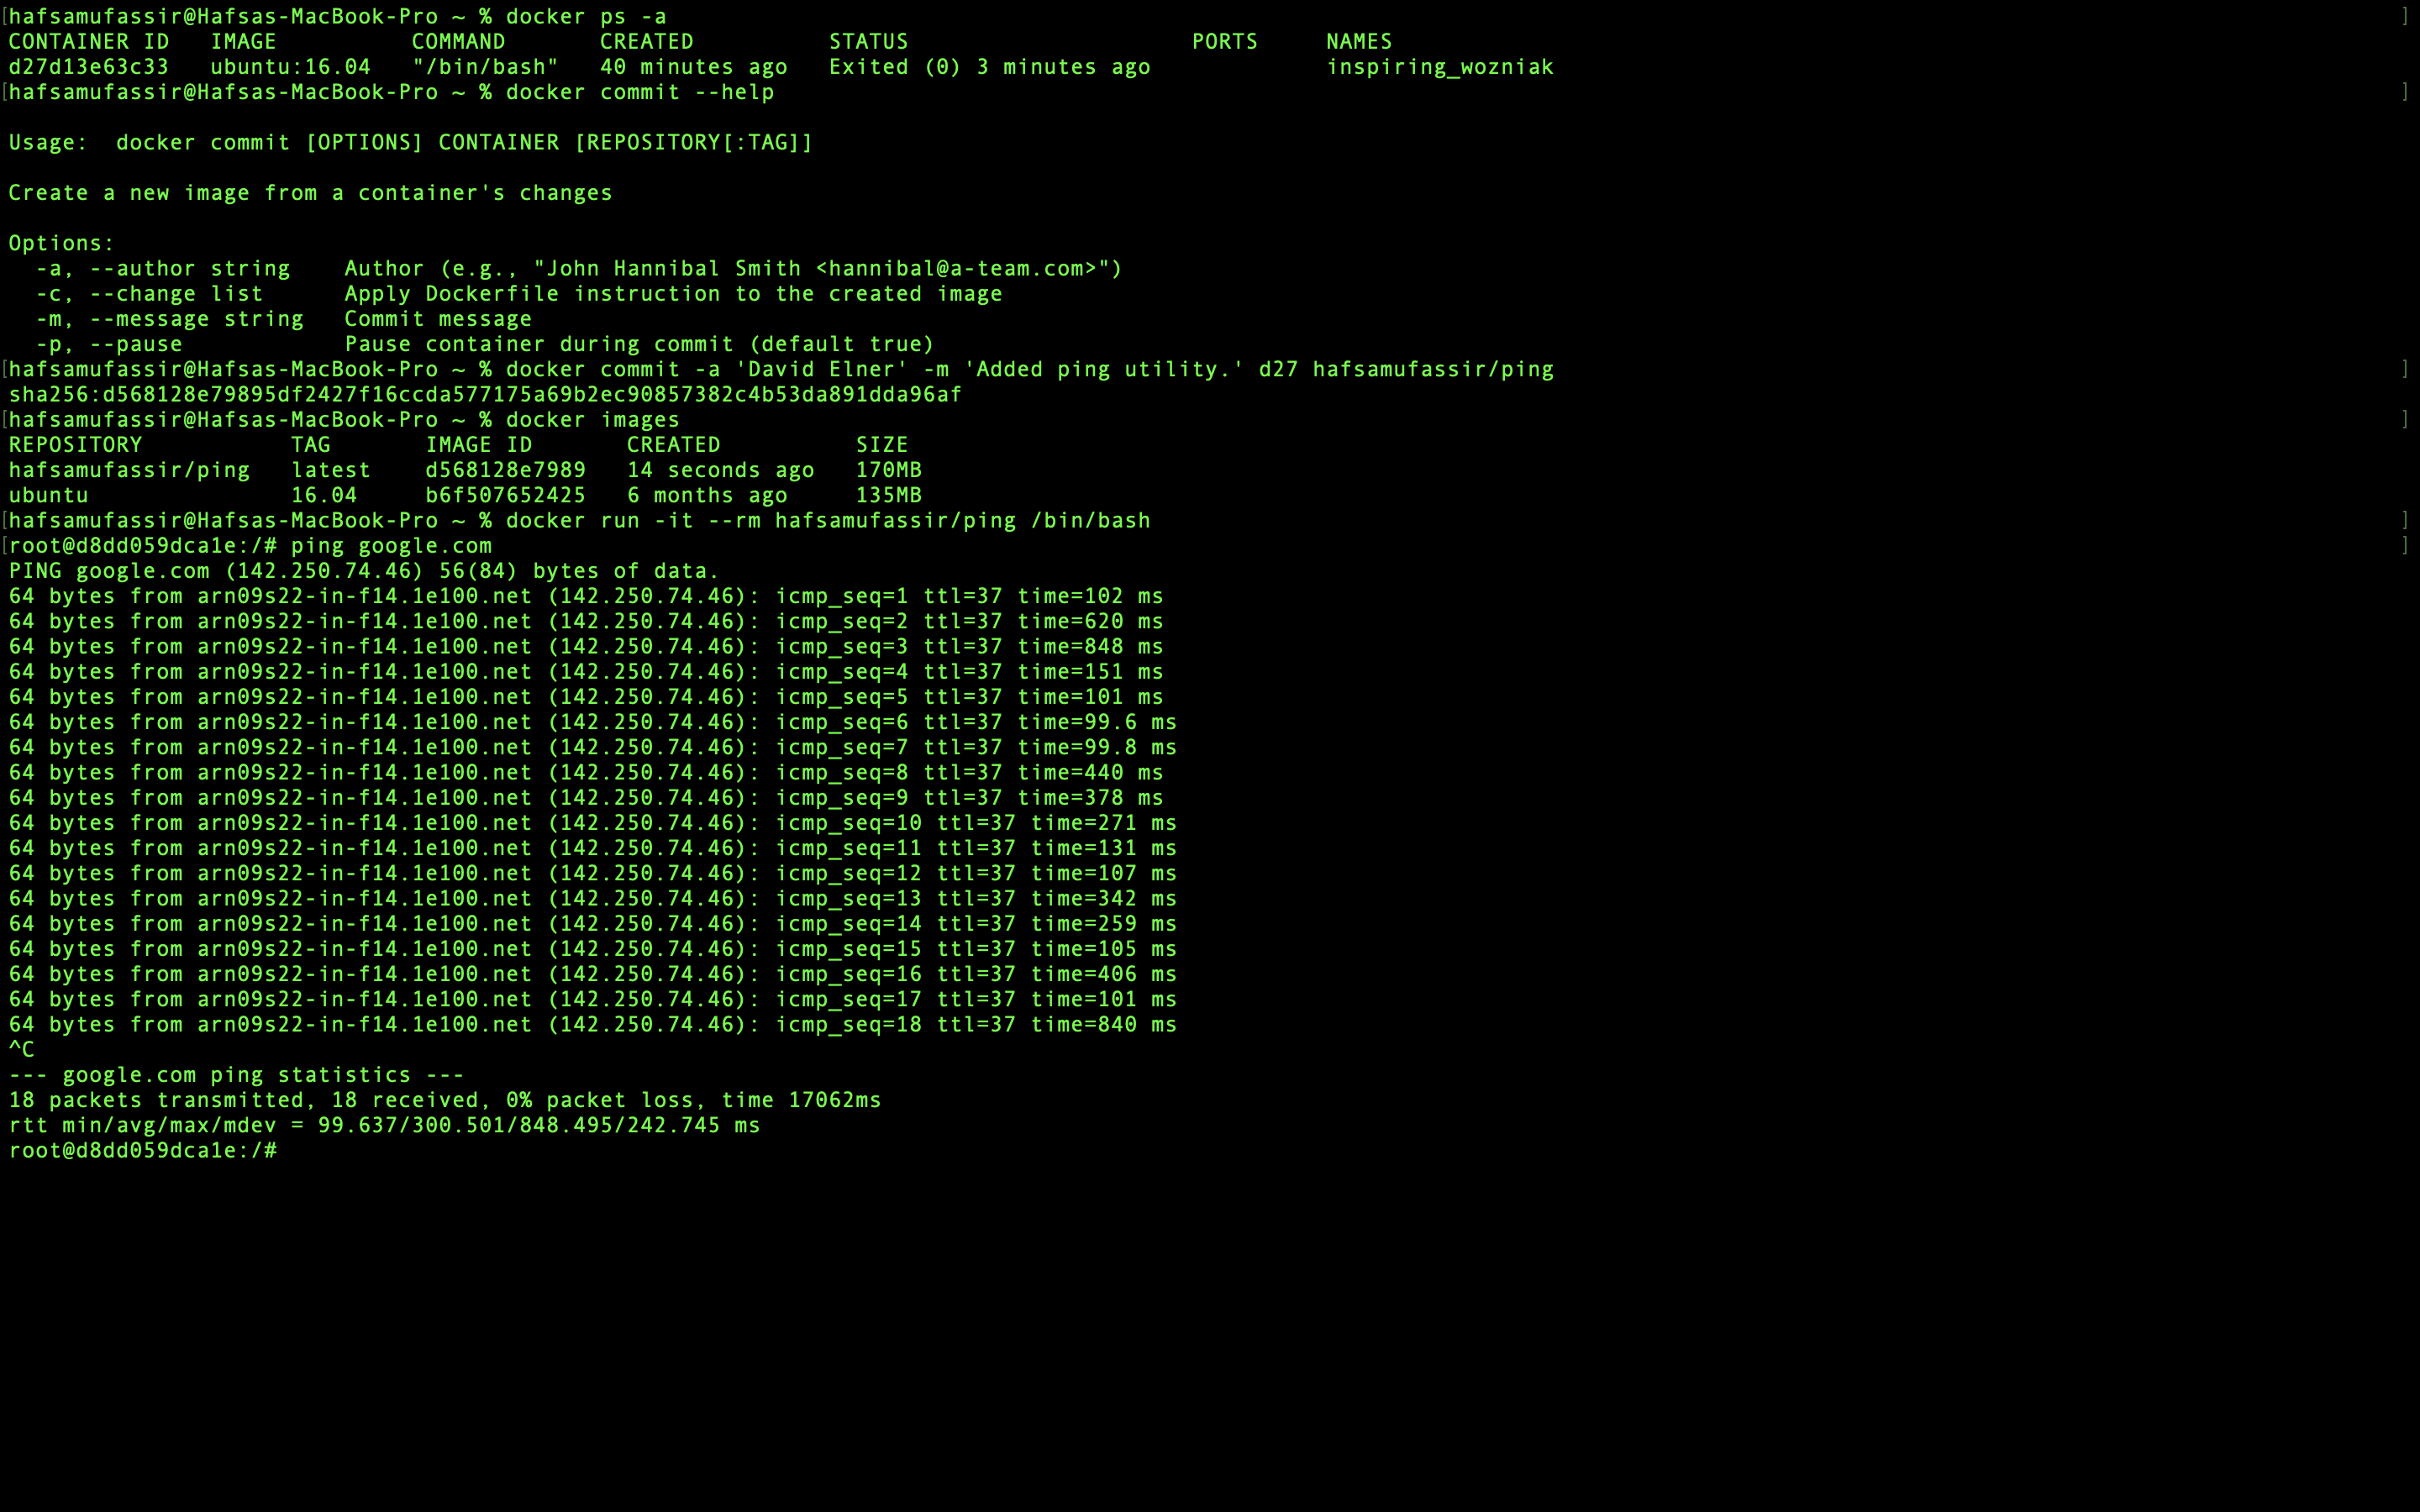 [hafsamufassir@Hafsas-MacBook-Pro ~ % docker ps -a ]
CONTAINER ID   IMAGE          COMMAND       CREATED          STATUS                     PORTS     NAMES
d27d13e63c33   ubuntu:16.04   "/bin/bash"   40 minutes ago   Exited (0) 3 minutes ago             inspiring_wozniak
[hafsamufassir@Hafsas-MacBook-Pro ~ % docker commit --help ]
Usage:  docker commit [OPTIONS] CONTAINER [REPOSITORY[:TAG]]
Create a new image from a container's changes
Options:
  -a, --author string    Author (e.g., "John Hannibal Smith <hannibal@a-team.com>")
  -c, --change list      Apply Dockerfile instruction to the created image
  -m, --message string   Commit message
  -p, --pause            Pause container during commit (default true)
[hafsamufassir@Hafsas-MacBook-Pro ~ % docker commit -a 'David Elner' -m 'Added ping utility.' d27 hafsamufassir/ping ]
sha256:d568128e79895df2427f16ccda577175a69b2ec90857382c4b53da891dda96af
[hafsamufassir@Hafsas-MacBook-Pro ~ % docker images ]
REPOSITORY           TAG       IMAGE ID       CREATED          SIZE
hafsamufassir/ping   latest    d568128e7989   14 seconds ago   170MB
ubuntu               16.04     b6f507652425   6 months ago     135MB
[hafsamufassir@Hafsas-MacBook-Pro ~ % docker run -it --rm hafsamufassir/ping /bin/bash ]
[root@d8dd059dca1e:/# ping google.com ]
PING google.com (142.250.74.46) 56(84) bytes of data.
64 bytes from arn09s22-in-f14.1e100.net (142.250.74.46): icmp_seq=1 ttl=37 time=102 ms
64 bytes from arn09s22-in-f14.1e100.net (142.250.74.46): icmp_seq=2 ttl=37 time=620 ms
64 bytes from arn09s22-in-f14.1e100.net (142.250.74.46): icmp_seq=3 ttl=37 time=848 ms
64 bytes from arn09s22-in-f14.1e100.net (142.250.74.46): icmp_seq=4 ttl=37 time=151 ms
64 bytes from arn09s22-in-f14.1e100.net (142.250.74.46): icmp_seq=5 ttl=37 time=101 ms
64 bytes from arn09s22-in-f14.1e100.net (142.250.74.46): icmp_seq=6 ttl=37 time=99.6 ms
64 bytes from arn09s22-in-f14.1e100.net (142.250.74.46): icmp_seq=7 ttl=37 time=99.8 ms
64 bytes from arn09s22-in-f14.1e100.net (142.250.74.46): icmp_seq=8 ttl=37 time=440 ms
64 bytes from arn09s22-in-f14.1e100.net (142.250.74.46): icmp_seq=9 ttl=37 time=378 ms
64 bytes from arn09s22-in-f14.1e100.net (142.250.74.46): icmp_seq=10 ttl=37 time=271 ms
64 bytes from arn09s22-in-f14.1e100.net (142.250.74.46): icmp_seq=11 ttl=37 time=131 ms
64 bytes from arn09s22-in-f14.1e100.net (142.250.74.46): icmp_seq=12 ttl=37 time=107 ms
64 bytes from arn09s22-in-f14.1e100.net (142.250.74.46): icmp_seq=13 ttl=37 time=342 ms
64 bytes from arn09s22-in-f14.1e100.net (142.250.74.46): icmp_seq=14 ttl=37 time=259 ms
64 bytes from arn09s22-in-f14.1e100.net (142.250.74.46): icmp_seq=15 ttl=37 time=105 ms
64 bytes from arn09s22-in-f14.1e100.net (142.250.74.46): icmp_seq=16 ttl=37 time=406 ms
64 bytes from arn09s22-in-f14.1e100.net (142.250.74.46): icmp_seq=17 ttl=37 time=101 ms
64 bytes from arn09s22-in-f14.1e100.net (142.250.74.46): icmp_seq=18 ttl=37 time=840 ms
^C
--- google.com ping statistics ---
18 packets transmitted, 18 received, 0% packet loss, time 17062ms
rtt min/avg/max/mdev = 99.637/300.501/848.495/242.745 ms
root@d8dd059dca1e:/#